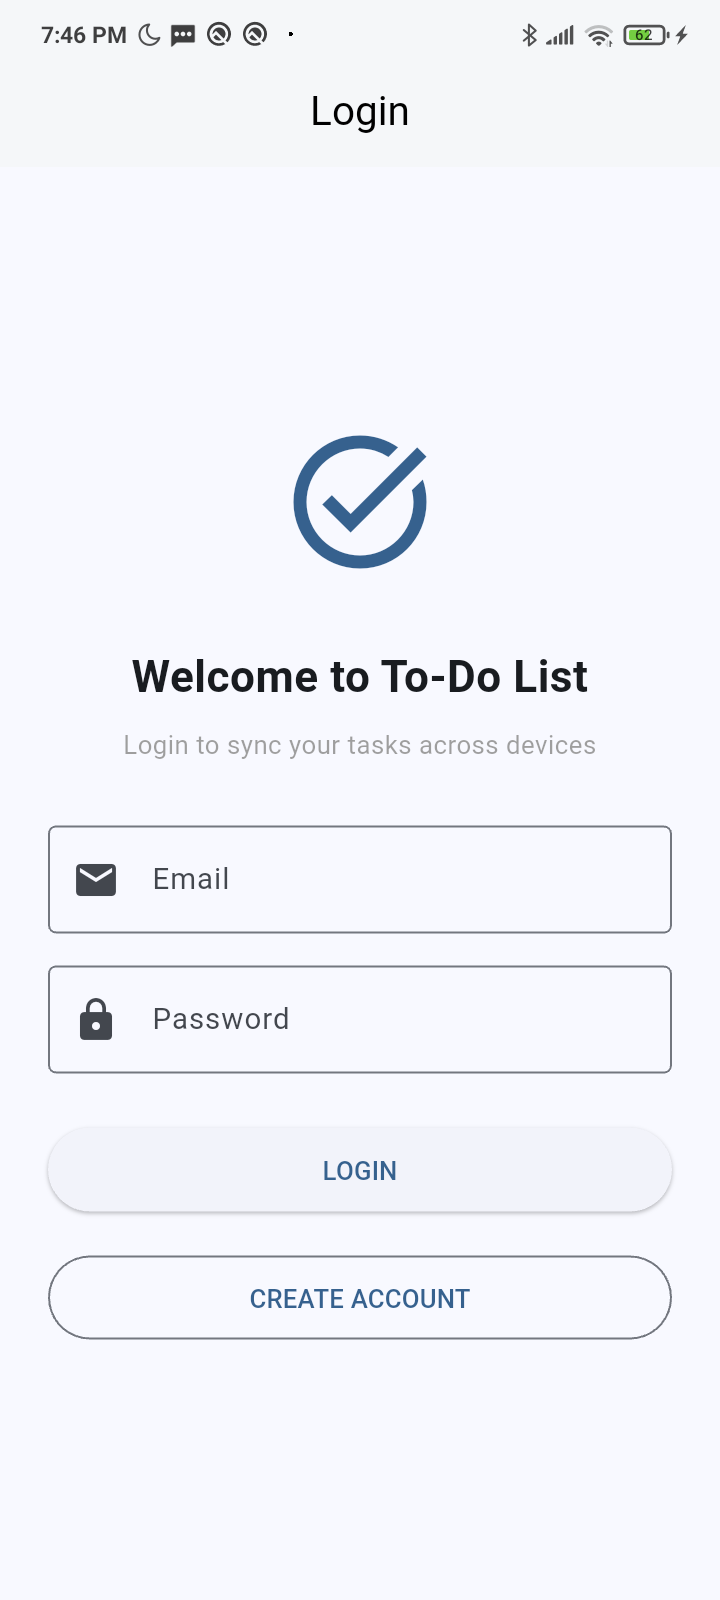 7:46 PM
62
Login
Welcome to To-Do List
Login to sync your tasks across devices
Email
Password
LOGIN
CREATE ACCOUNT